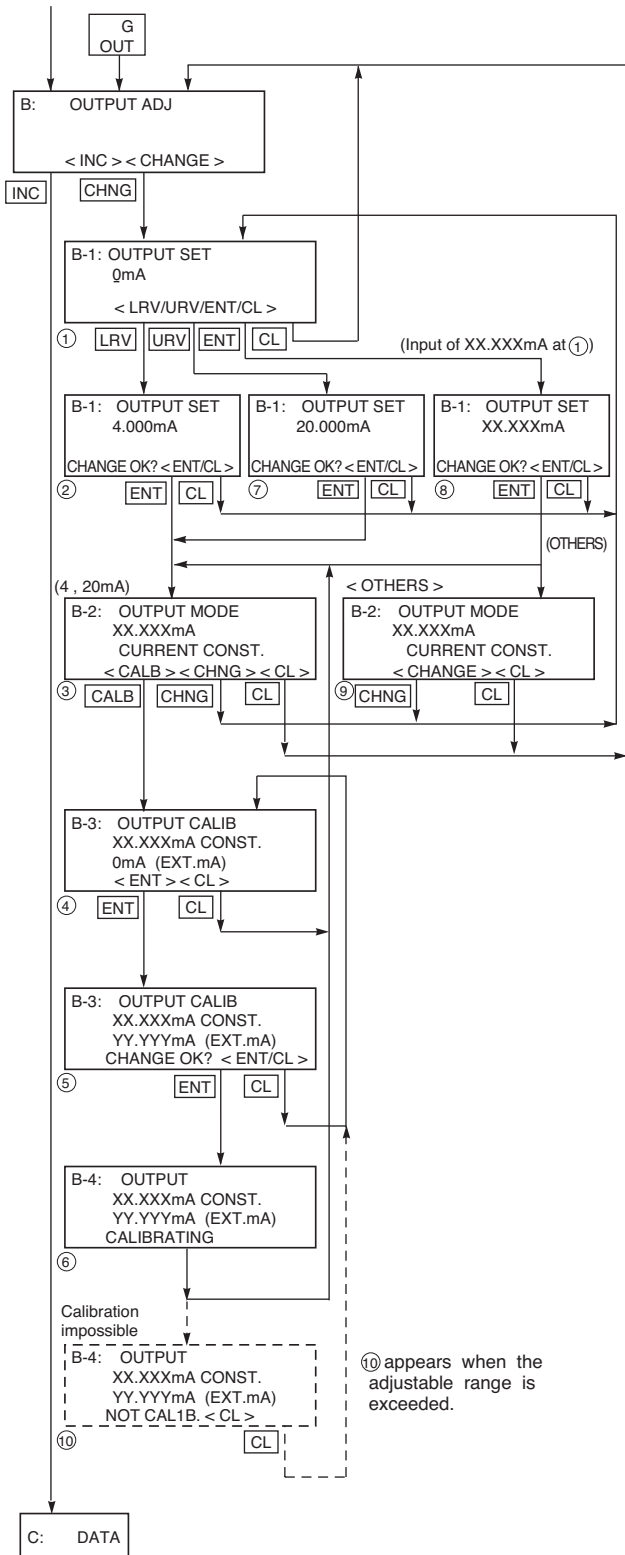 G
OUT
B: OUTPUT ADJ
< INC > < CHANGE >
INC
CHNG
B-1: OUTPUT SET
0mA
< LRV/URV/ENT/CL >
① LRV URV ENT CL
(Input of XX.XXXmA at ①)
B-1: OUTPUT SET
4.000mA
CHANGE OK? < ENT/CL >
② ENT CL
B-1: OUTPUT SET
20.000mA
CHANGE OK? < ENT/CL >
⑦ ENT CL
B-1: OUTPUT SET
XX.XXXmA
CHANGE OK? < ENT/CL >
⑧ ENT CL
(OTHERS)
(4 , 20mA)
B-2: OUTPUT MODE
XX.XXXmA
CURRENT CONST.
< CALB > < CHNG > < CL >
③ CALB CHNG CL
< OTHERS >
B-2: OUTPUT MODE
XX.XXXmA
CURRENT CONST.
< CHANGE > < CL >
⑨ CHNG CL
B-3: OUTPUT CALIB
XX.XXXmA CONST.
0mA (EXT.mA)
< ENT > < CL >
④ ENT CL
B-3: OUTPUT CALIB
XX.XXXmA CONST.
YY.YYYmA (EXT.mA)
CHANGE OK? < ENT/CL >
⑤ ENT CL
B-4: OUTPUT
XX.XXXmA CONST.
YY.YYYmA (EXT.mA)
CALIBRATING
⑥
Calibration
impossible
B-4: OUTPUT
XX.XXXmA CONST.
YY.YYYmA (EXT.mA)
NOT CAL1B. < CL >
⑩ CL
⑩ appears when the
adjustable range is
exceeded.
C: DATA